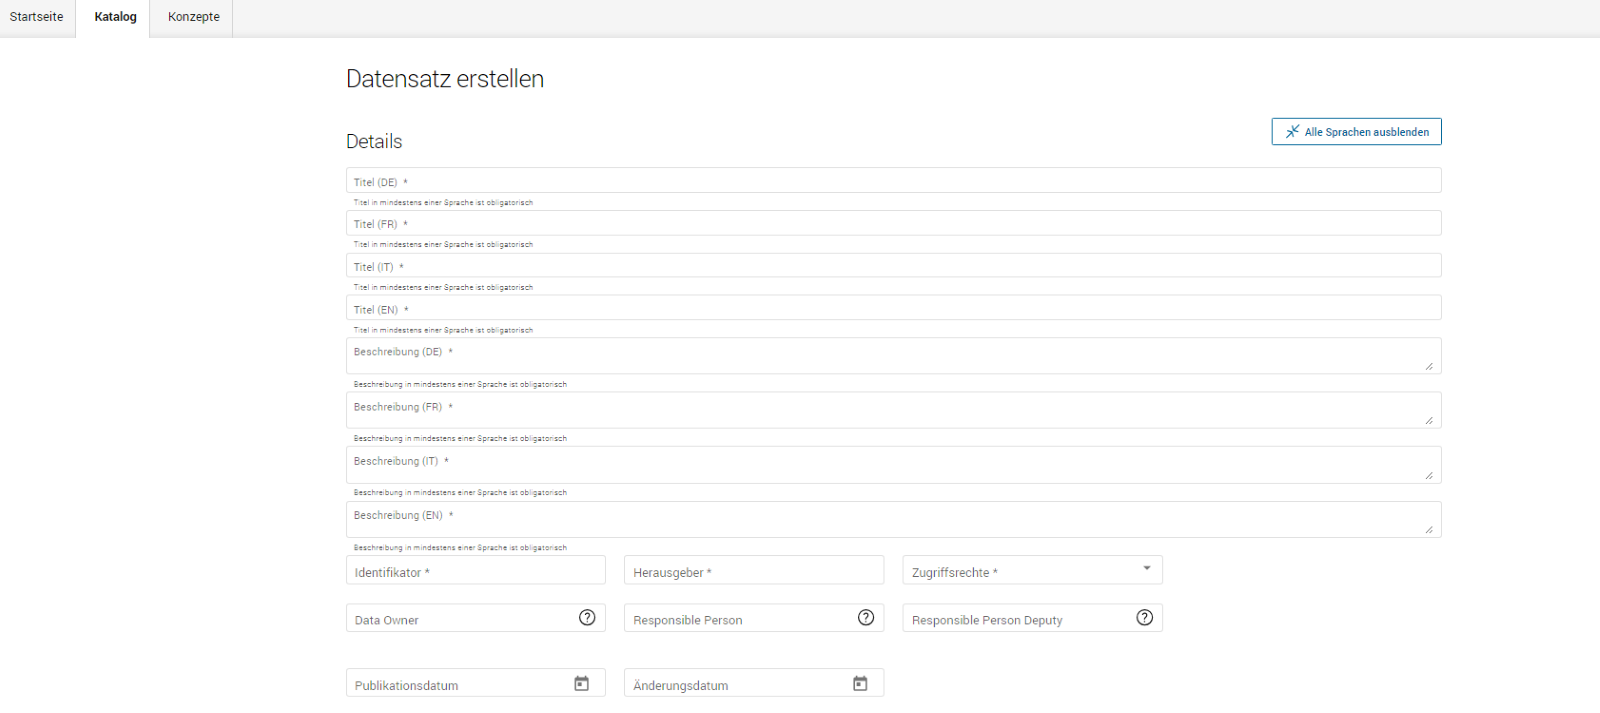 Startseite Katalog Konzepte
Datensatz erstellen
Details
Alle Sprachen ausblenden
Titel (DE) *
Titel in mindestens einer Sprache ist obligatorisch
Titel (FR) *
Titel in mindestens einer Sprache ist obligatorisch
Titel (IT) *
Titel in mindestens einer Sprache ist obligatorisch
Titel (EN) *
Titel in mindestens einer Sprache ist obligatorisch
Beschreibung (DE) *
Beschreibung in mindestens einer Sprache ist obligatorisch
Beschreibung (FR) *
Beschreibung in mindestens einer Sprache ist obligatorisch
Beschreibung (IT) *
Beschreibung in mindestens einer Sprache ist obligatorisch
Beschreibung (EN) *
Beschreibung in mindestens einer Sprache ist obligatorisch
Identifikator * Herausgeber * Zugriffsrechte *
Data Owner ? Responsible Person ? Responsible Person Deputy ?
Publikationsdatum Änderungsdatum